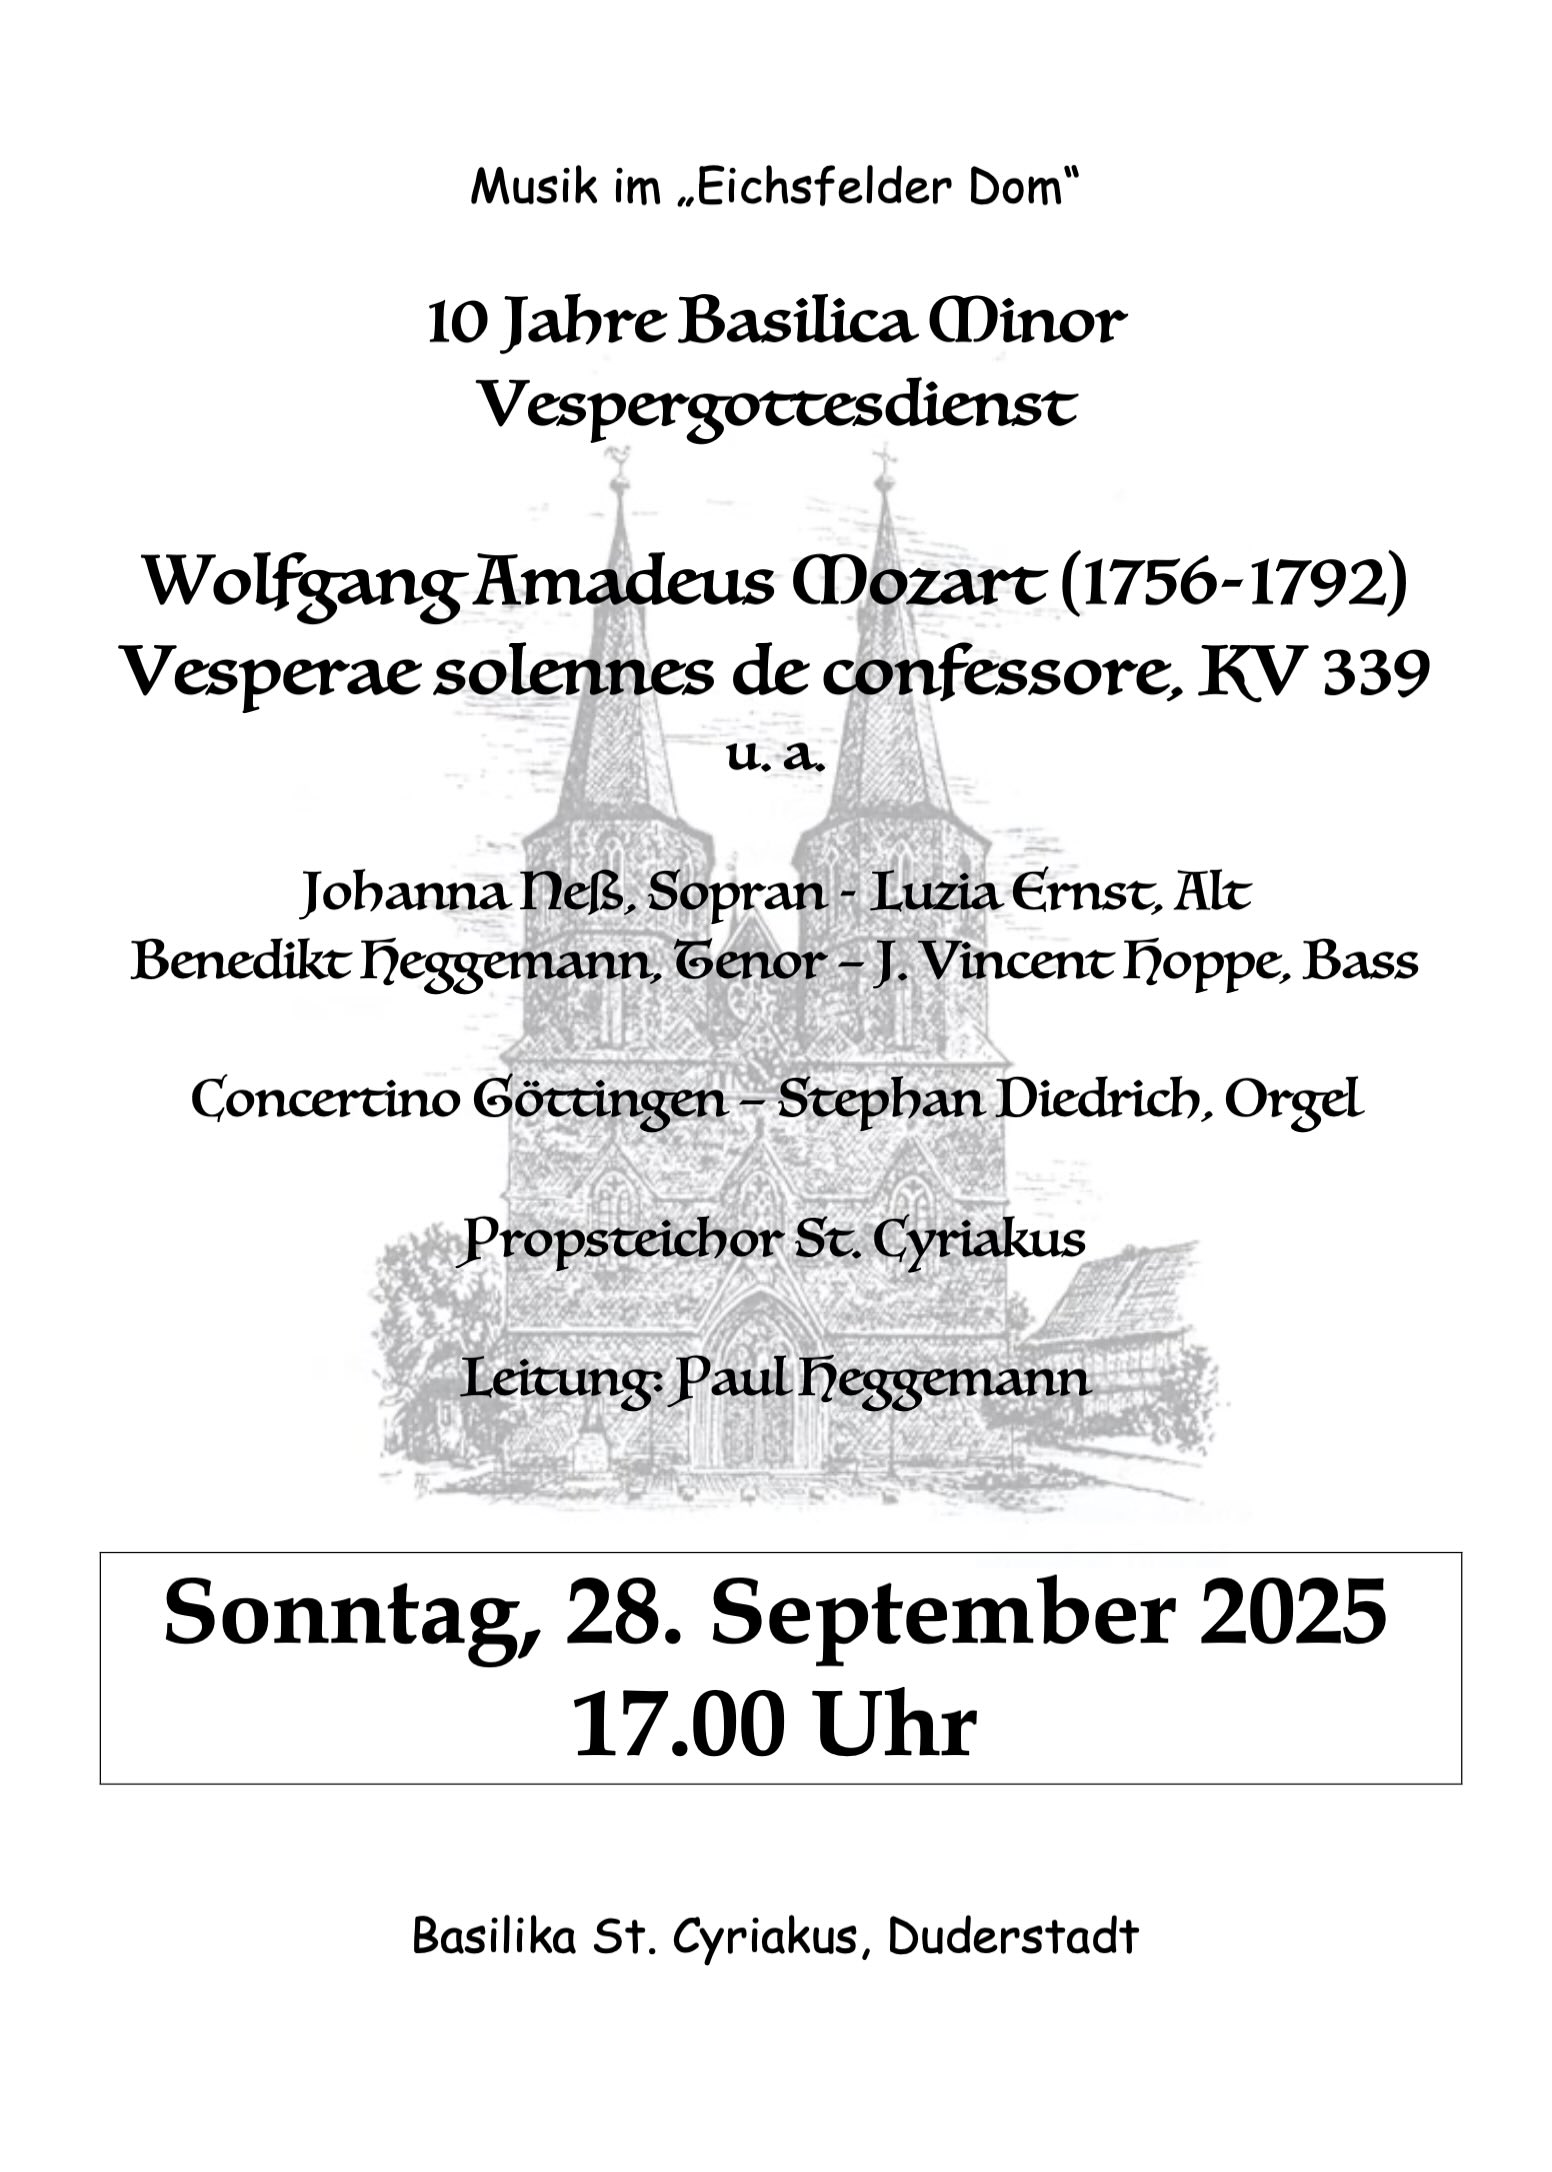 Musik im „Eichsfelder Dom“
10 Jahre Basilica Minor
Vespergottesdienst
Wolfgang Amadeus Mozart (1756-1792)
Vesperae solennes de confessore, KV 339
u. a.
Johanna Neß, Sopran - Luzia Ernst, Alt
Benedikt Heggemann, Tenor – J. Vincent Hoppe, Bass
Concertino Göttingen – Stephan Diedrich, Orgel
Propsteichor St. Cyriakus
Leitung: Paul Heggemann
Sonntag, 28. September 2025
17.00 Uhr
Basilika St. Cyriakus, Duderstadt